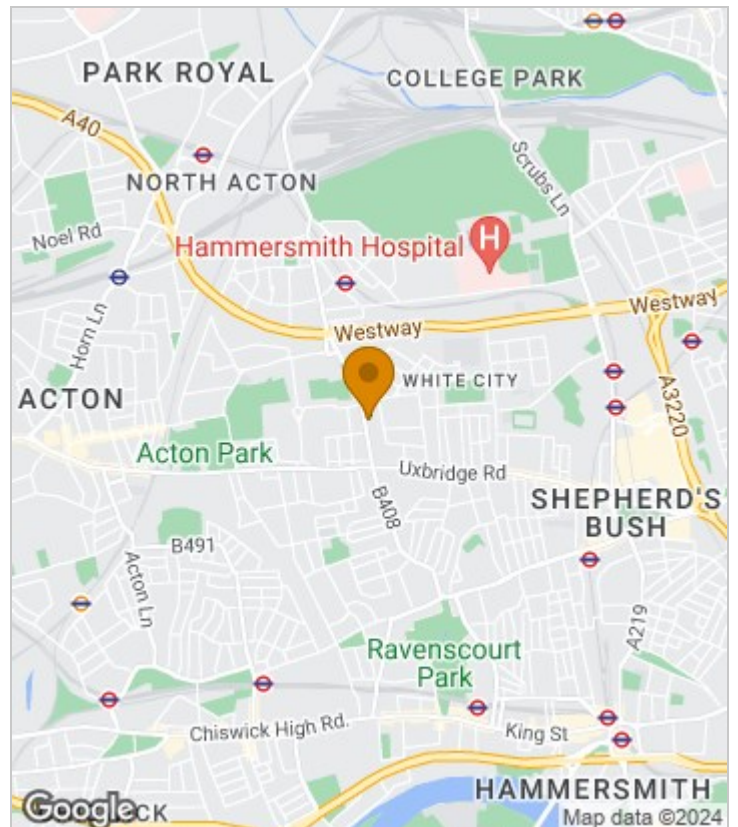 PARK ROYAL
COLLEGE PARK
A40
Scrubs Ln
NORTH ACTON
Noel Rd
Hammersmith Hospital
H
Horn Ln
Westway
Westway
WHITE CITY
ACTON
A3220
Acton Park
Uxbridge Rd
B408
SHEPHERD'S
BUSH
B491
Acton Ln
A219
Ravenscourt
Park
Chiswick High Rd.
King St
HAMMERSMITH
Google
CK
Map data ©2024